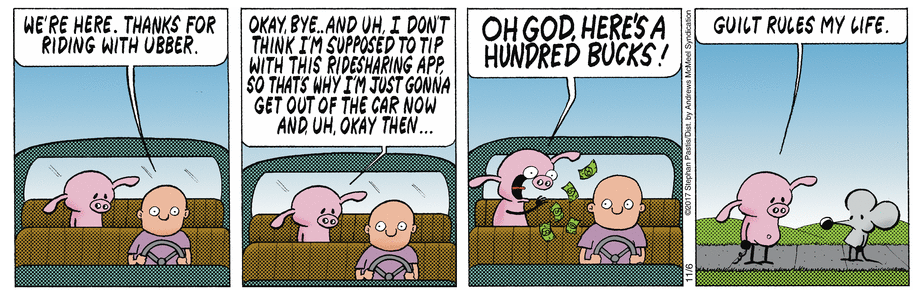 WE'RE HERE. THANKS FOR
RIDING WITH UBBER.
OKAY, BYE..AND UH, I DON'T
THINK I'M SUPPOSED TO TIP
WITH THIS RIDESHARING APP,
SO THAT'S WHY I'M JUST GONNA
GET OUT OF THE CAR NOW
AND, UH, OKAY THEN...
OH GOD, HERE'S A
HUNDRED BUCKS!
©2017 Stephan Pastis/Dist. by Andrews McMeel Syndication
11/6
GUILT RULES MY LIFE.